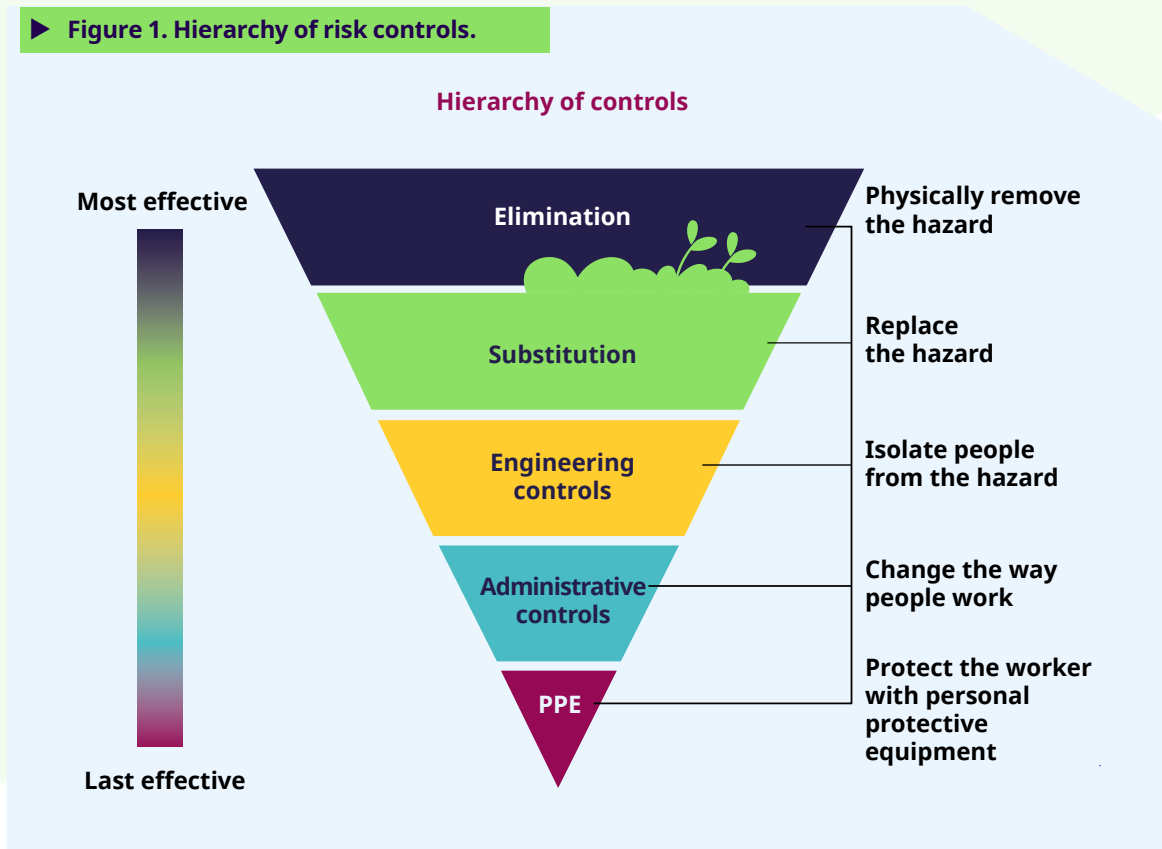 Figure 1. Hierarchy of risk controls.
Hierarchy of controls
Most effective
Last effective
Elimination
Physically remove
the hazard
Substitution
Replace
the hazard
Engineering
controls
Isolate people
from the hazard
Administrative
controls
Change the way
people work
PPE
Protect the worker
with personal
protective
equipment